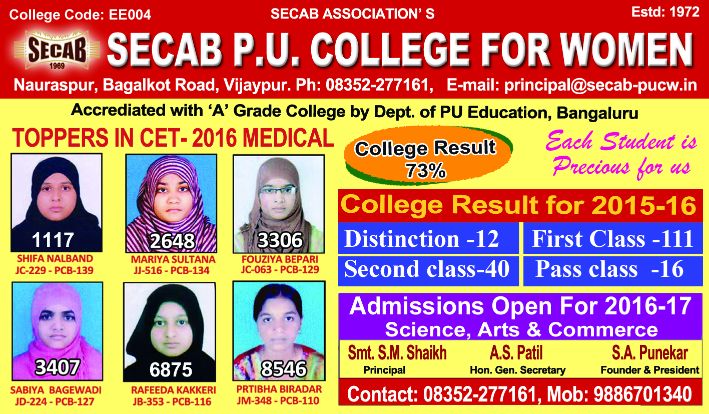 College Code: EE004
SECAB ASSOCIATION' S
Estd: 1972
SECAB
1969
SECAB P.U. COLLEGE FOR WOMEN
Nauraspur, Bagalkot Road, Vijaypur. Ph: 08352-277161, E-mail: principal@secab-pucw.in
Accrediated with 'A' Grade College by Dept. of PU Education, Bangaluru
TOPPERS IN CET- 2016 MEDICAL
1117
SHIFA NALBAND
JC-229 - PCB-139
2648
MARIYA SULTANA
JJ-516 - PCB-134
3306
FOUZIYA BEPARI
JC-063 - PCB-129
3407
SABIYA BAGEWADI
JD-224 - PCB-127
6875
RAFEEDA KAKKERI
JB-353 - PCB-116
8546
PRTIBHA BIRADAR
JM-348 - PCB-110
College Result
73%
Each Student is
Precious for us
College Result for 2015-16
Distinction -12
First Class -111
Second class-40
Pass class -16
Admissions Open For 2016-17
Science, Arts & Commerce
Smt. S.M. Shaikh
Principal
A.S. Patil
Hon. Gen. Secretary
S.A. Punekar
Founder & President
Contact: 08352-277161, Mob: 9886701340